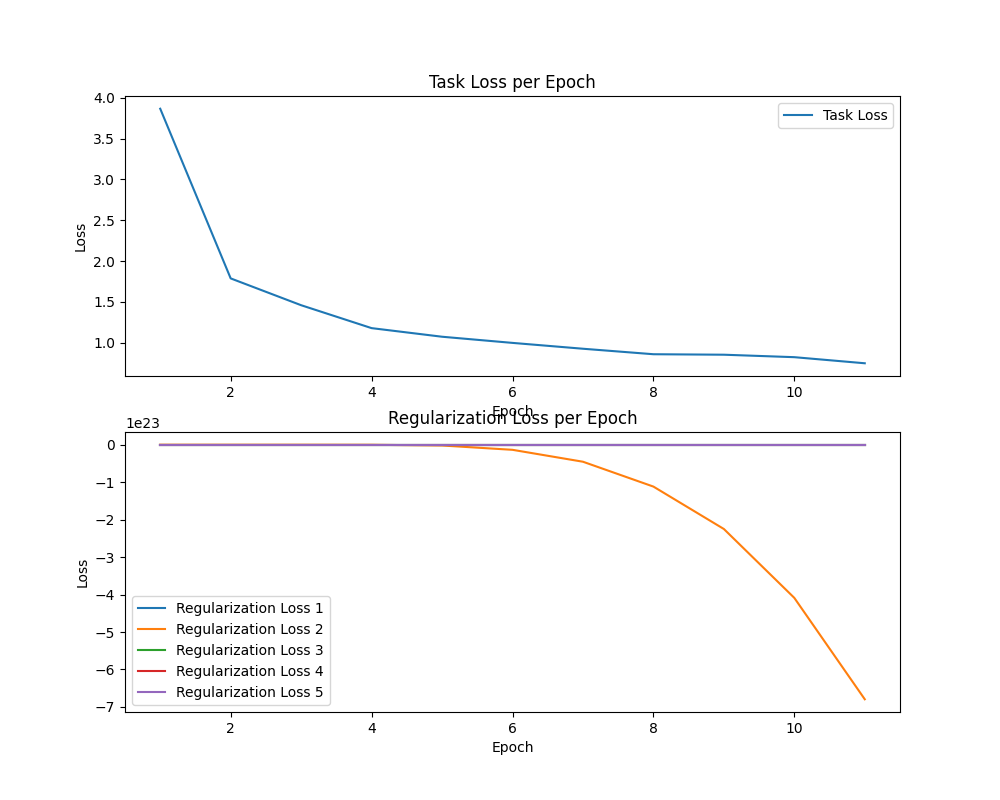 Task Loss per Epoch
4.0
3.5
3.0
2.5
2.0
1.5
1.0
Loss
Task Loss
2 4 6 8 10
Epoch
Regularization Loss per Epoch
1e23
0
−1
−2
−3
−4
−5
−6
−7
Loss
Regularization Loss 1
Regularization Loss 2
Regularization Loss 3
Regularization Loss 4
Regularization Loss 5
2 4 6 8 10
Epoch